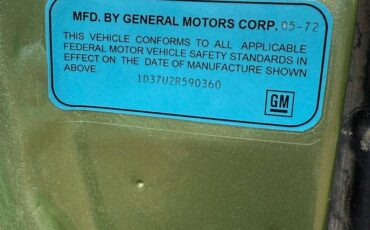 MFD. BY GENERAL MOTORS CORP. 05-72
THIS VEHICLE CONFORMS TO ALL APPLICABLE
FEDERAL MOTOR VEHICLE SAFETY STANDARDS IN
EFFECT ON THE DATE OF MANUFACTURE SHOWN
ABOVE.
1D37U2R590360
GM